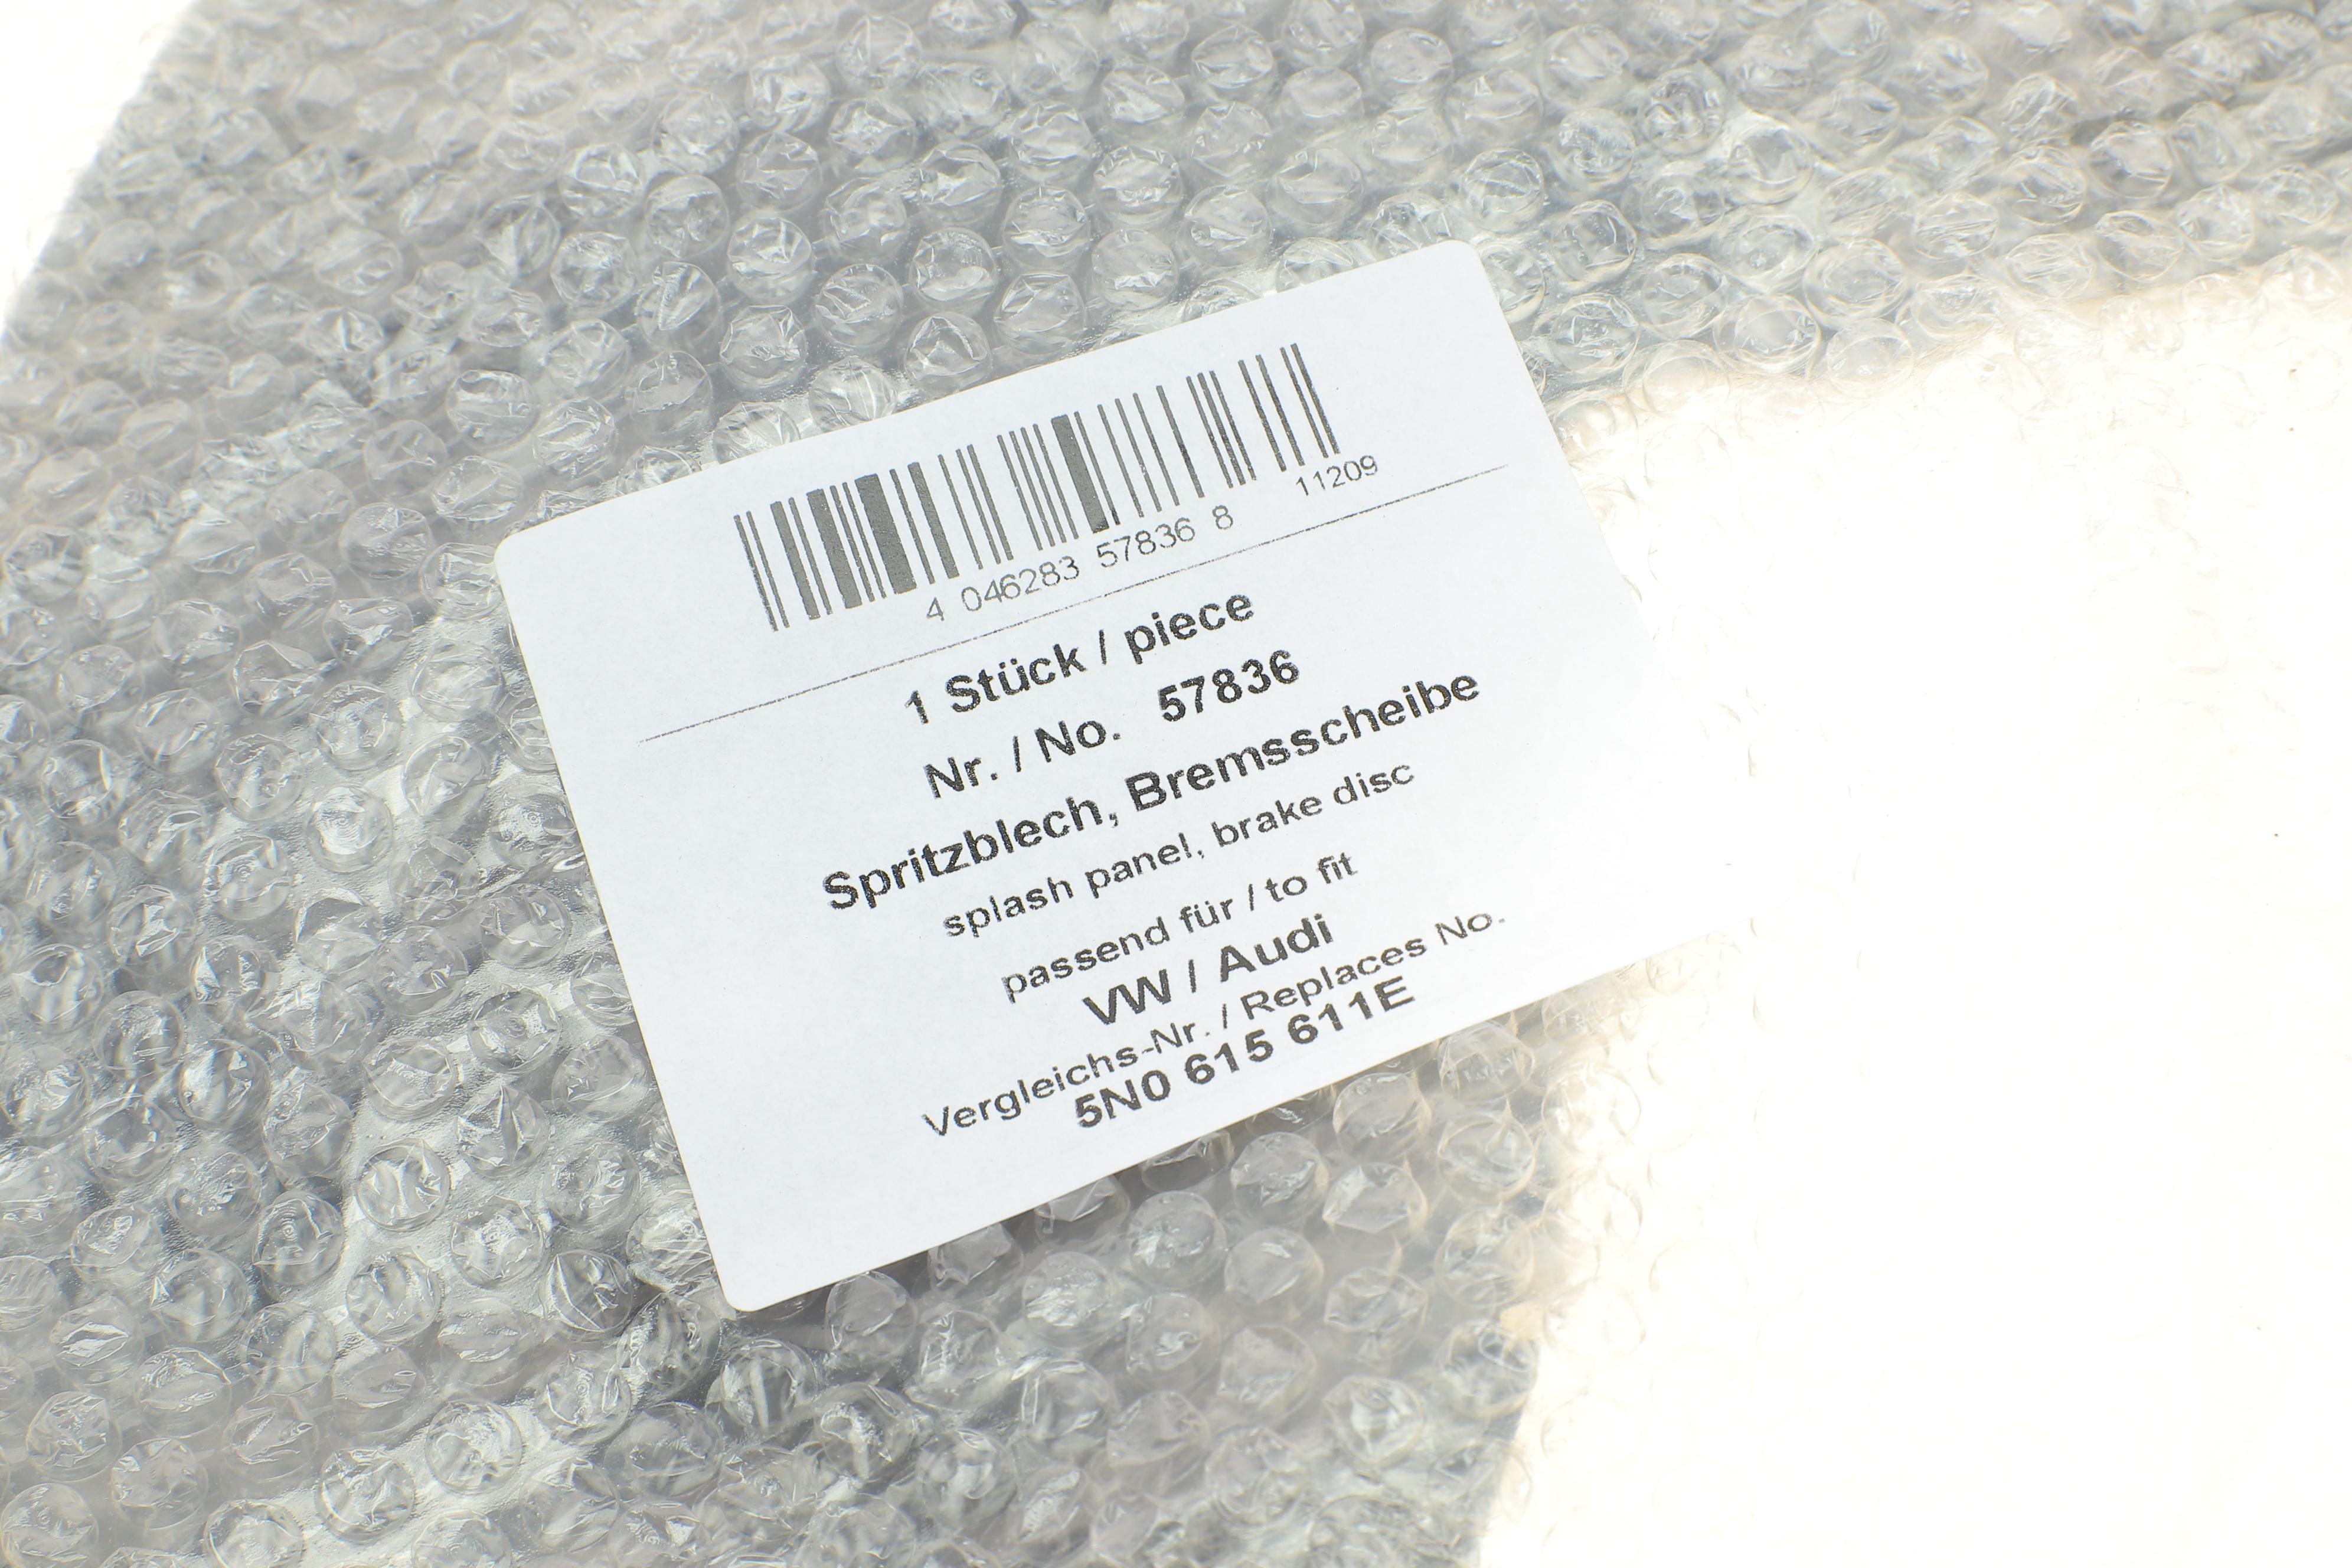 4 046283 57836 8 11209
1 Stück / piece
Nr. / No. 57836
Spritzblech, Bremsscheibe
splash panel, brake disc
passend für / to fit
VW / Audi
Vergleichs-Nr. / Replaces No.
5N0 615 611E